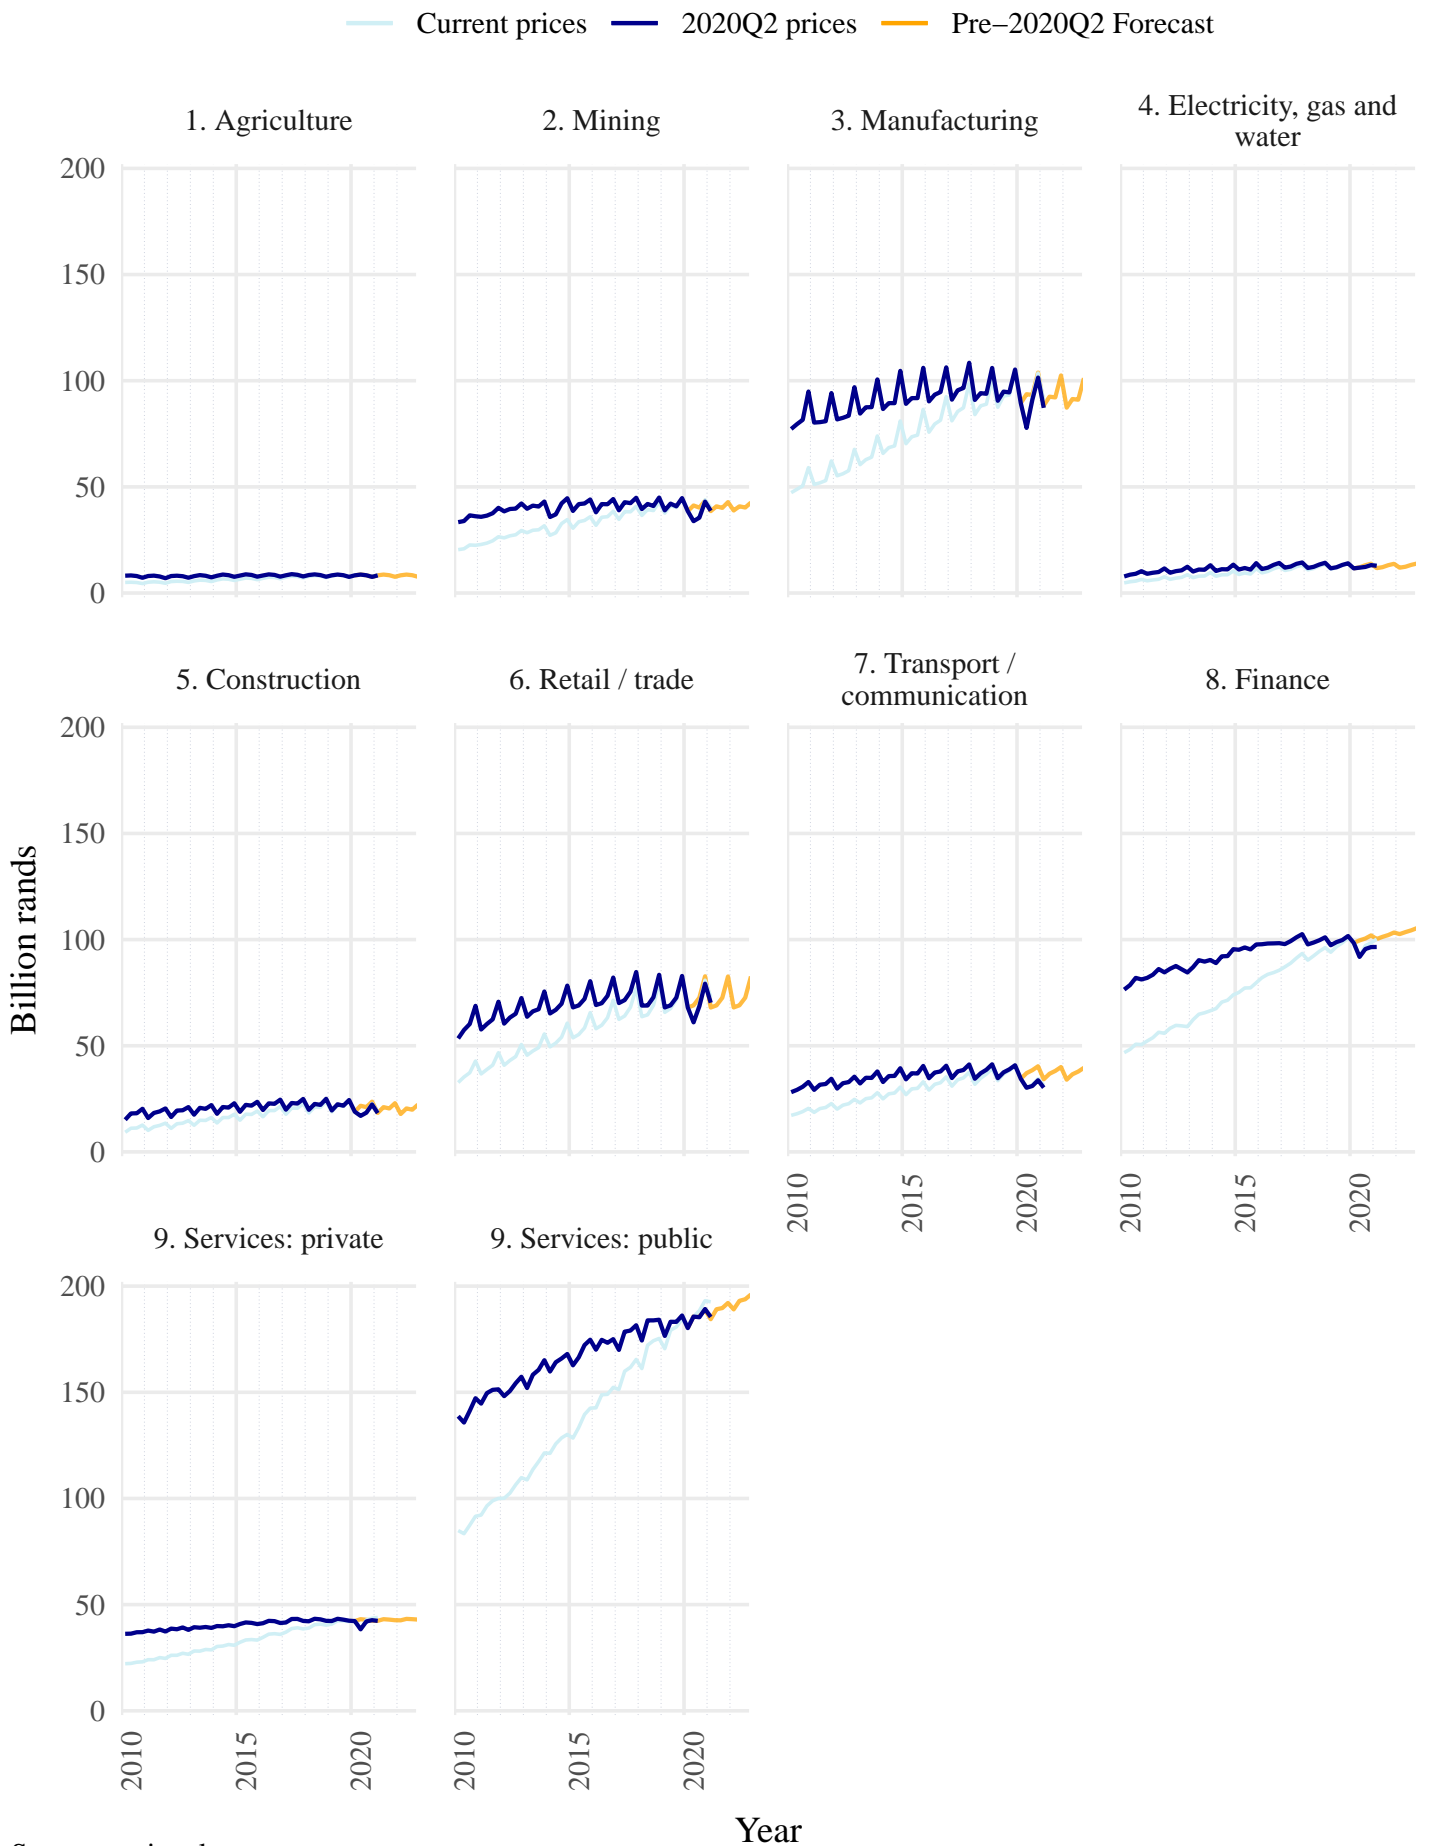 Current prices 2020Q2 prices Pre−2020Q2 Forecast
1. Agriculture 2. Mining 3. Manufacturing 4. Electricity, gas and
water
200
150
100
50
0
5. Construction 6. Retail / trade 7. Transport /
communication 8. Finance
200
150
100
50
0
2010 2015 2020 2010 2015 2020
9. Services: private 9. Services: public
200
150
100
50
0
2010 2015 2020 2010 2015 2020
Billion rands
Year